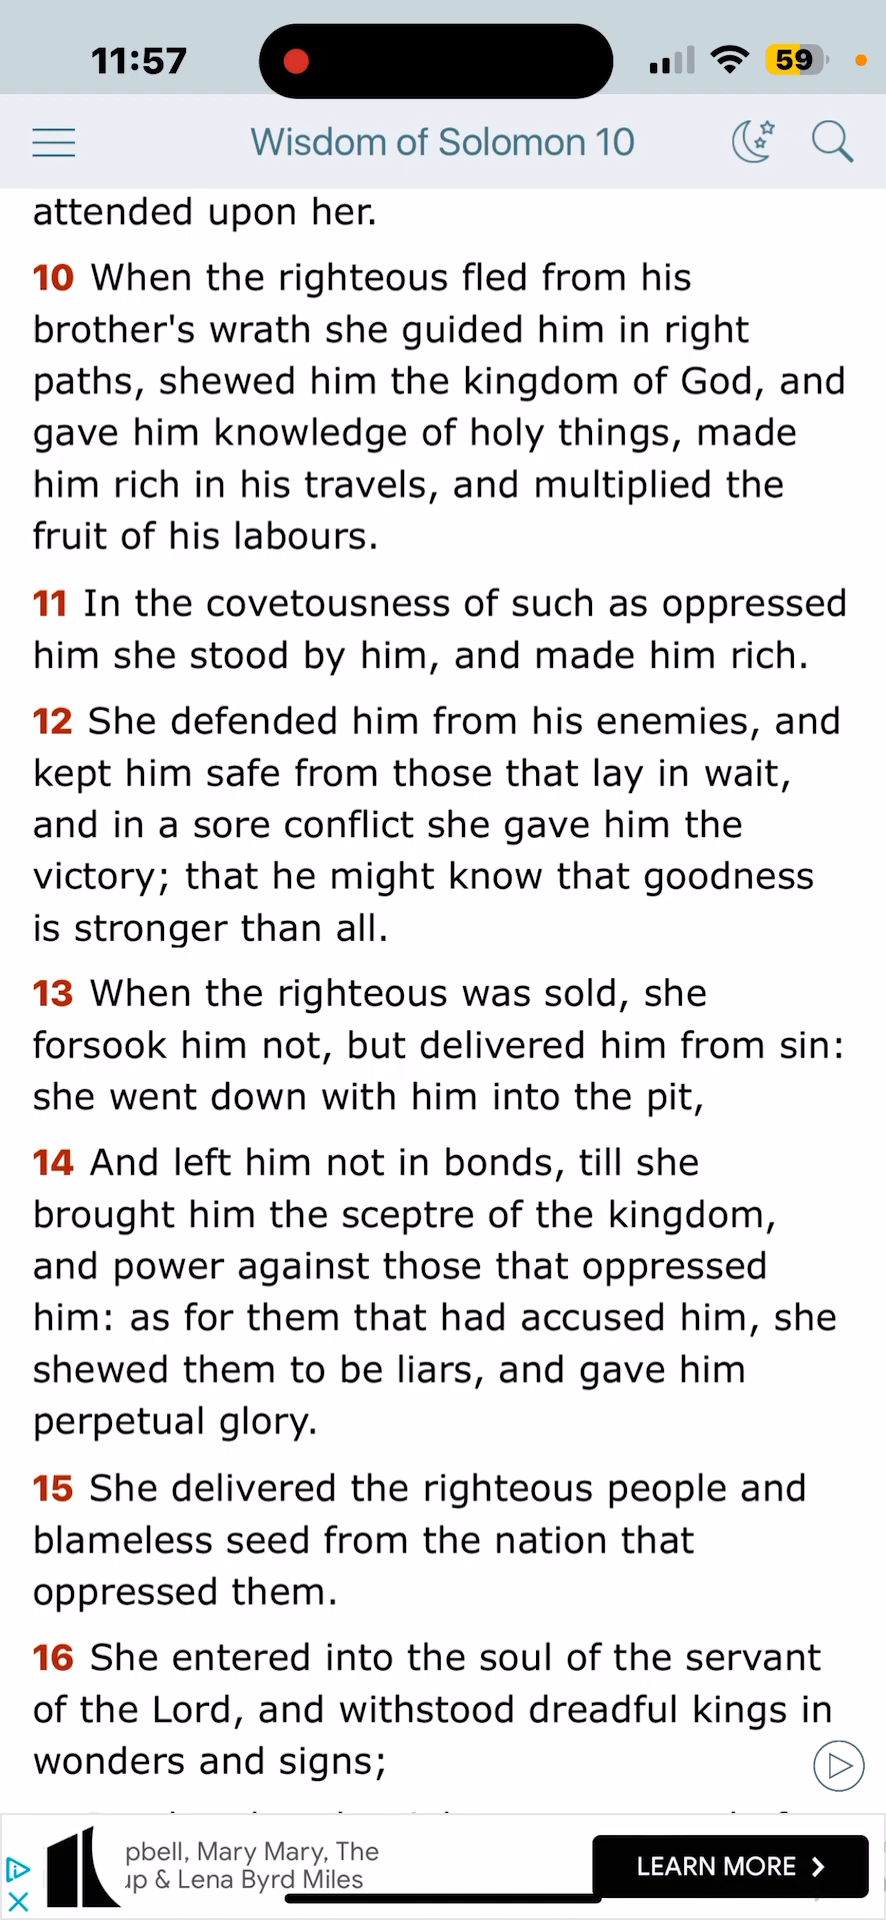 11:57
59
Wisdom of Solomon 10
attended upon her.
10 When the righteous fled from his
brother's wrath she guided him in right
paths, shewed him the kingdom of God, and
gave him knowledge of holy things, made
him rich in his travels, and multiplied the
fruit of his labours.
11 In the covetousness of such as oppressed
him she stood by him, and made him rich.
12 She defended him from his enemies, and
kept him safe from those that lay in wait,
and in a sore conflict she gave him the
victory; that he might know that goodness
is stronger than all.
13 When the righteous was sold, she
forsook him not, but delivered him from sin:
she went down with him into the pit,
14 And left him not in bonds, till she
brought him the sceptre of the kingdom,
and power against those that oppressed
him: as for them that had accused him, she
shewed them to be liars, and gave him
perpetual glory.
15 She delivered the righteous people and
blameless seed from the nation that
oppressed them.
16 She entered into the soul of the servant
of the Lord, and withstood dreadful kings in
wonders and signs;
pbell, Mary Mary, The
up & Lena Byrd Miles
LEARN MORE